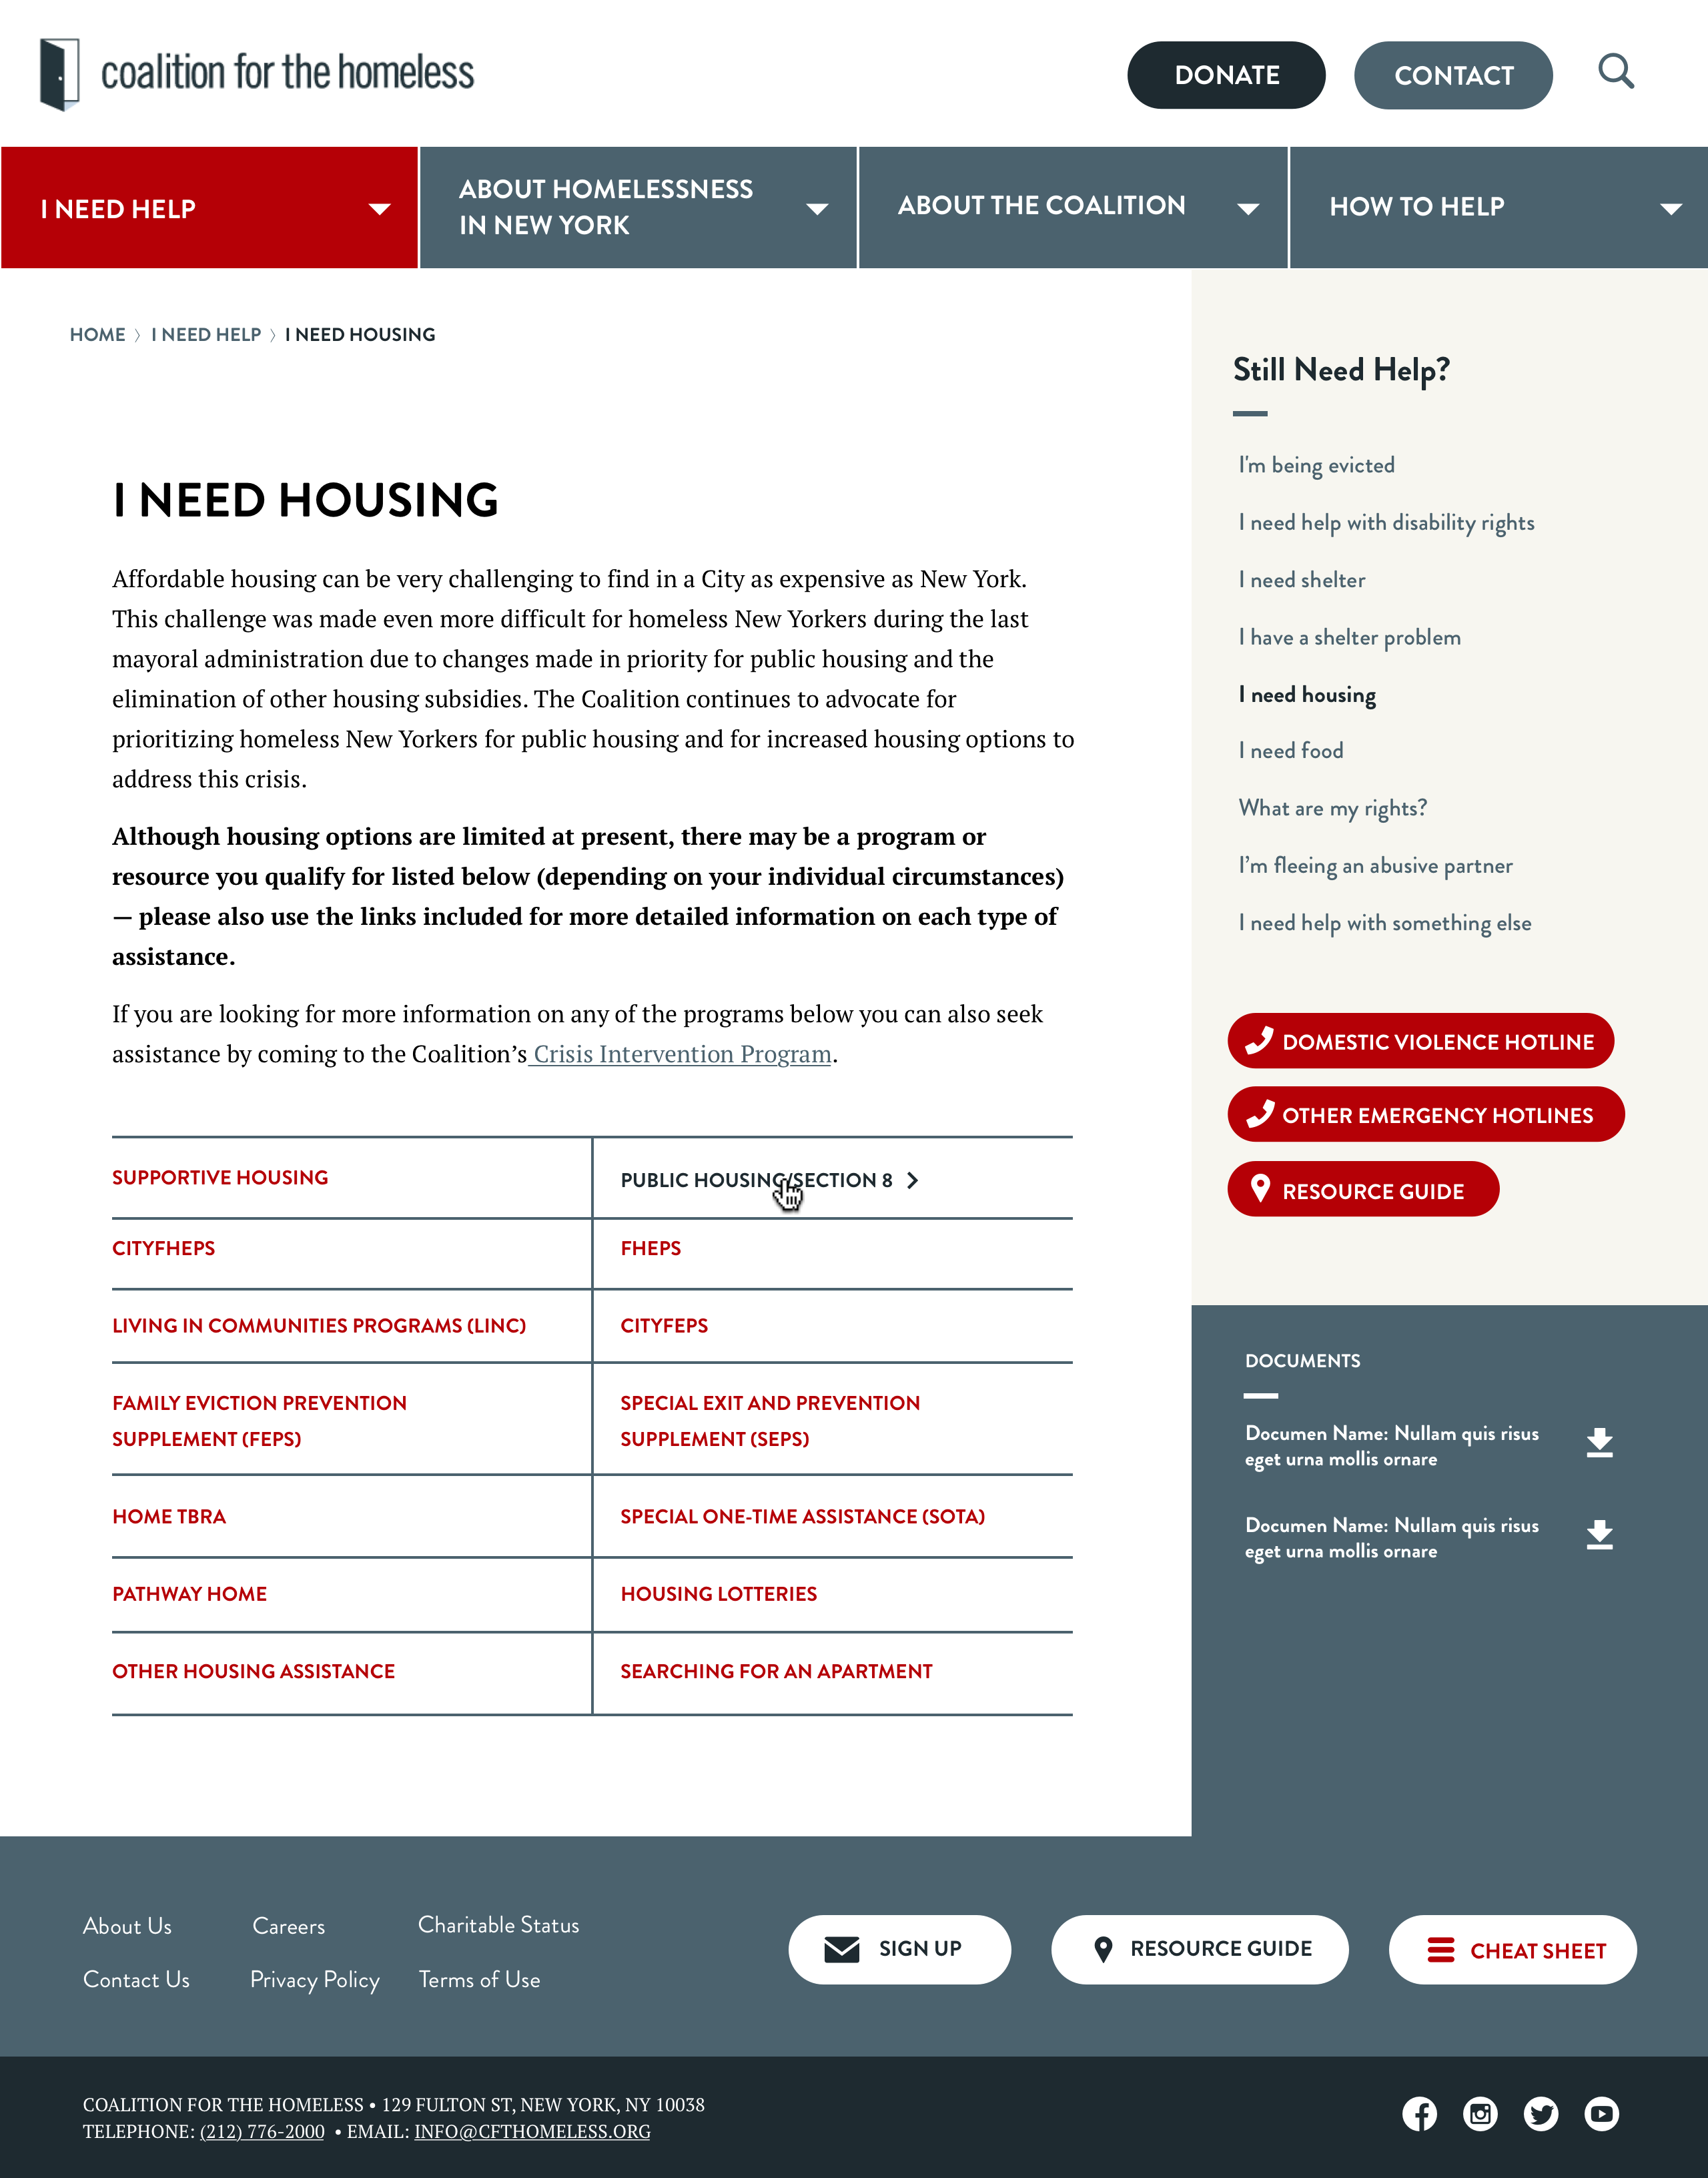 coalition for the homeless
DONATE
CONTACT
I NEED HELP
ABOUT HOMELESSNESS
IN NEW YORK
ABOUT THE COALITION
HOW TO HELP
HOME 〉 I NEED HELP 〉 I NEED HOUSING
I NEED HOUSING
Affordable housing can be very challenging to find in a City as expensive as New York.
This challenge was made even more difficult for homeless New Yorkers during the last
mayoral administration due to changes made in priority for public housing and the
elimination of other housing subsidies. The Coalition continues to advocate for
prioritizing homeless New Yorkers for public housing and for increased housing options to
address this crisis.
Although housing options are limited at present, there may be a program or
resource you qualify for listed below (depending on your individual circumstances)
— please also use the links included for more detailed information on each type of
assistance.
If you are looking for more information on any of the programs below you can also seek
assistance by coming to the Coalition’s Crisis Intervention Program.
SUPPORTIVE HOUSING
PUBLIC HOUSING/SECTION 8
CITYFHEPS
FHEPS
LIVING IN COMMUNITIES PROGRAMS (LINC)
CITYFEPS
FAMILY EVICTION PREVENTION
SUPPLEMENT (FEPS)
SPECIAL EXIT AND PREVENTION
SUPPLEMENT (SEPS)
HOME TBRA
SPECIAL ONE-TIME ASSISTANCE (SOTA)
PATHWAY HOME
HOUSING LOTTERIES
OTHER HOUSING ASSISTANCE
SEARCHING FOR AN APARTMENT
Still Need Help?
I'm being evicted
I need help with disability rights
I need shelter
I have a shelter problem
I need housing
I need food
What are my rights?
I’m fleeing an abusive partner
I need help with something else
DOMESTIC VIOLENCE HOTLINE
OTHER EMERGENCY HOTLINES
RESOURCE GUIDE
DOCUMENTS
Documen Name: Nullam quis risus
eget urna mollis ornare
Documen Name: Nullam quis risus
eget urna mollis ornare
About Us
Careers
Charitable Status
Contact Us
Privacy Policy
Terms of Use
SIGN UP
RESOURCE GUIDE
CHEAT SHEET
COALITION FOR THE HOMELESS • 129 FULTON ST, NEW YORK, NY 10038
TELEPHONE: (212) 776-2000 • EMAIL: INFO@CFTHOMELESS.ORG